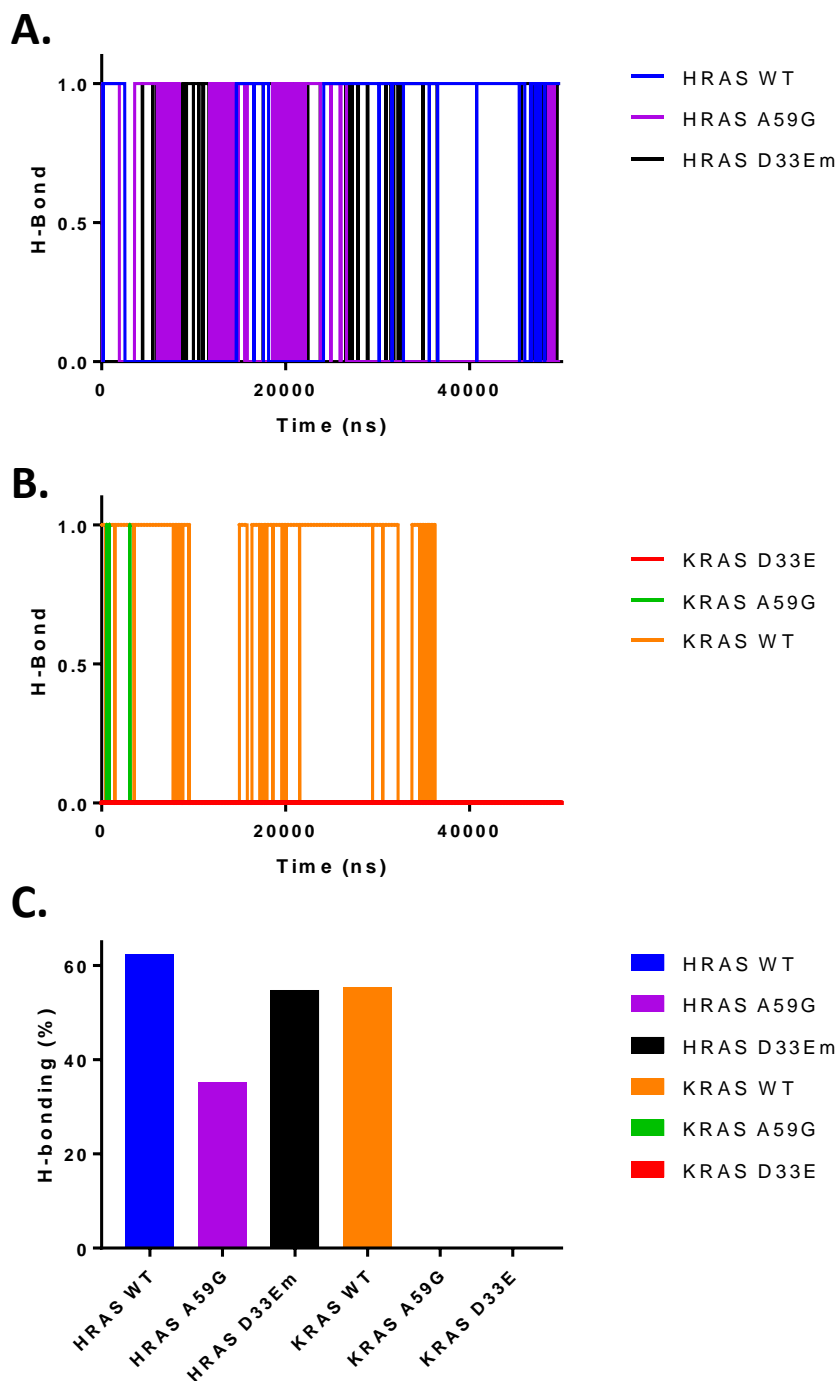 A.
1.0
0.5
0.0
H-Bond
0
20000
40000
Time (ns)
HRAS WT
HRAS A59G
HRAS D33Em
B.
1.0
0.5
0.0
H-Bond
0
20000
40000
Time (ns)
KRAS D33E
KRAS A59G
KRAS WT
C.
60
40
20
0
H-bonding (%)
HRAS WT
HRAS A59G
HRAS D33Em
KRAS WT
KRAS A59G
KRAS D33E
HRAS WT
HRAS A59G
HRAS D33Em
KRAS WT
KRAS A59G
KRAS D33E